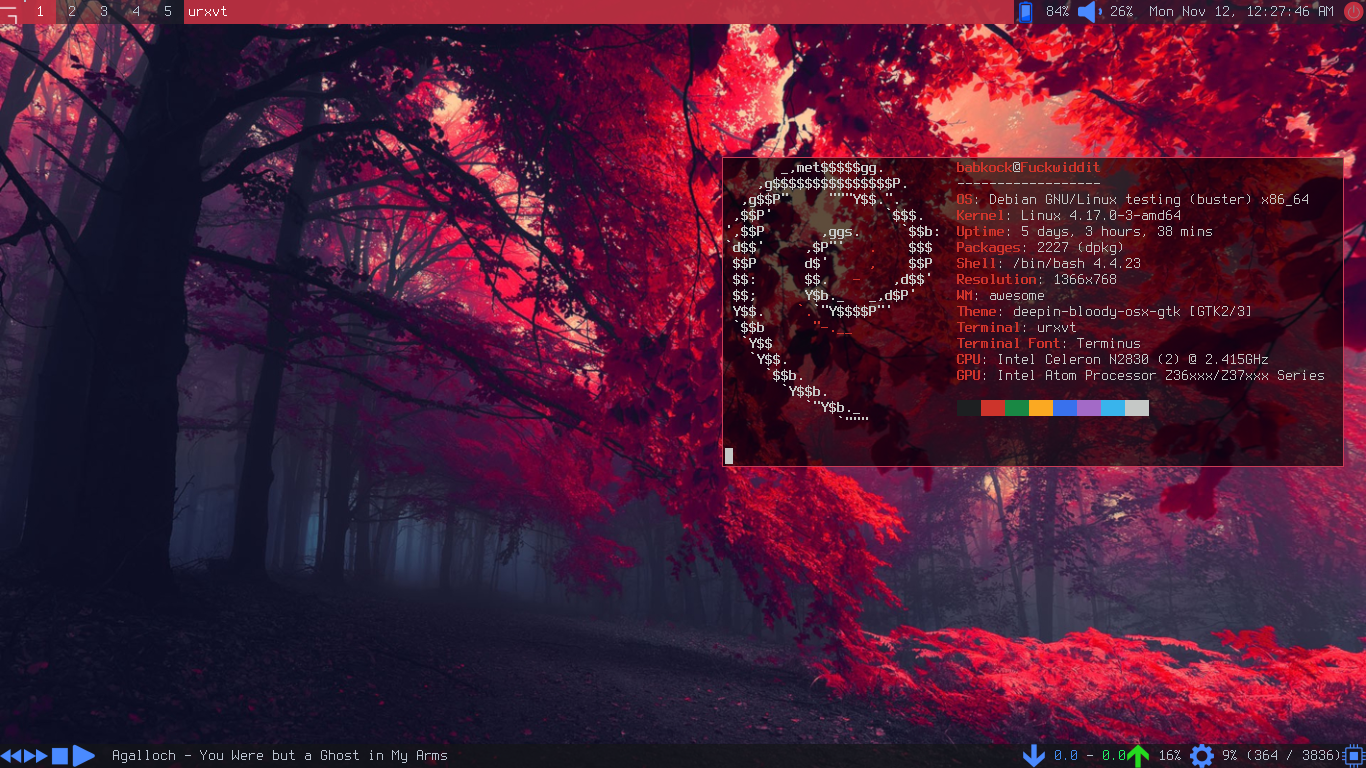 1 2 3 4 5 urxvt 84% 26% Mon Nov 12, 12:27:46 AM
babkock@Fuckwiddit
------------------
OS: Debian GNU/Linux testing (buster) x86_64
Kernel: Linux 4.17.0-3-amd64
Uptime: 5 days, 3 hours, 38 mins
Packages: 2227 (dpkg)
Shell: /bin/bash 4.4.23
Resolution: 1366x768
WM: awesome
Theme: deepin-bloody-osx-gtk [GTK2/3]
Terminal: urxvt
Terminal Font: Terminus
CPU: Intel Celeron N2830 (2) @ 2.415GHz
GPU: Intel Atom Processor Z36xxx/Z37xxx Series
Agalloch - You Were but a Ghost in My Arms 0.0 - 0.0 16% 9% (364 / 3836)